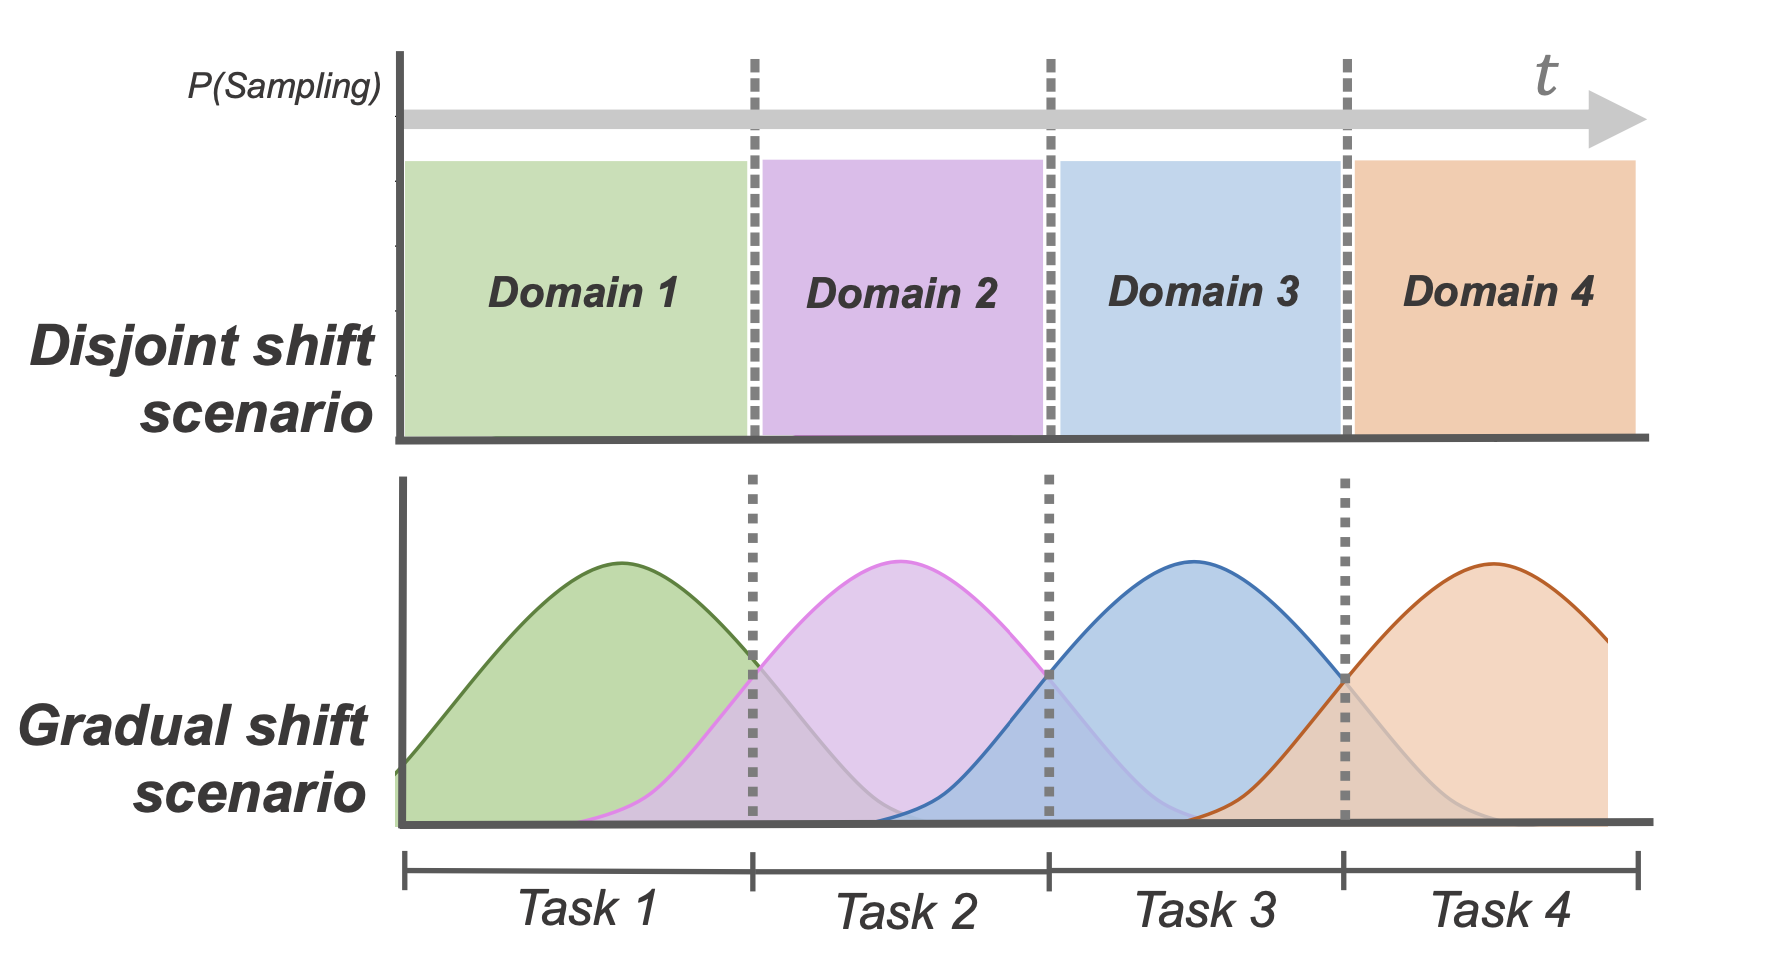 P(Sampling)
t
Domain 1
Domain 2
Domain 3
Domain 4
Disjoint shift
scenario
Gradual shift
scenario
Task 1
Task 2
Task 3
Task 4